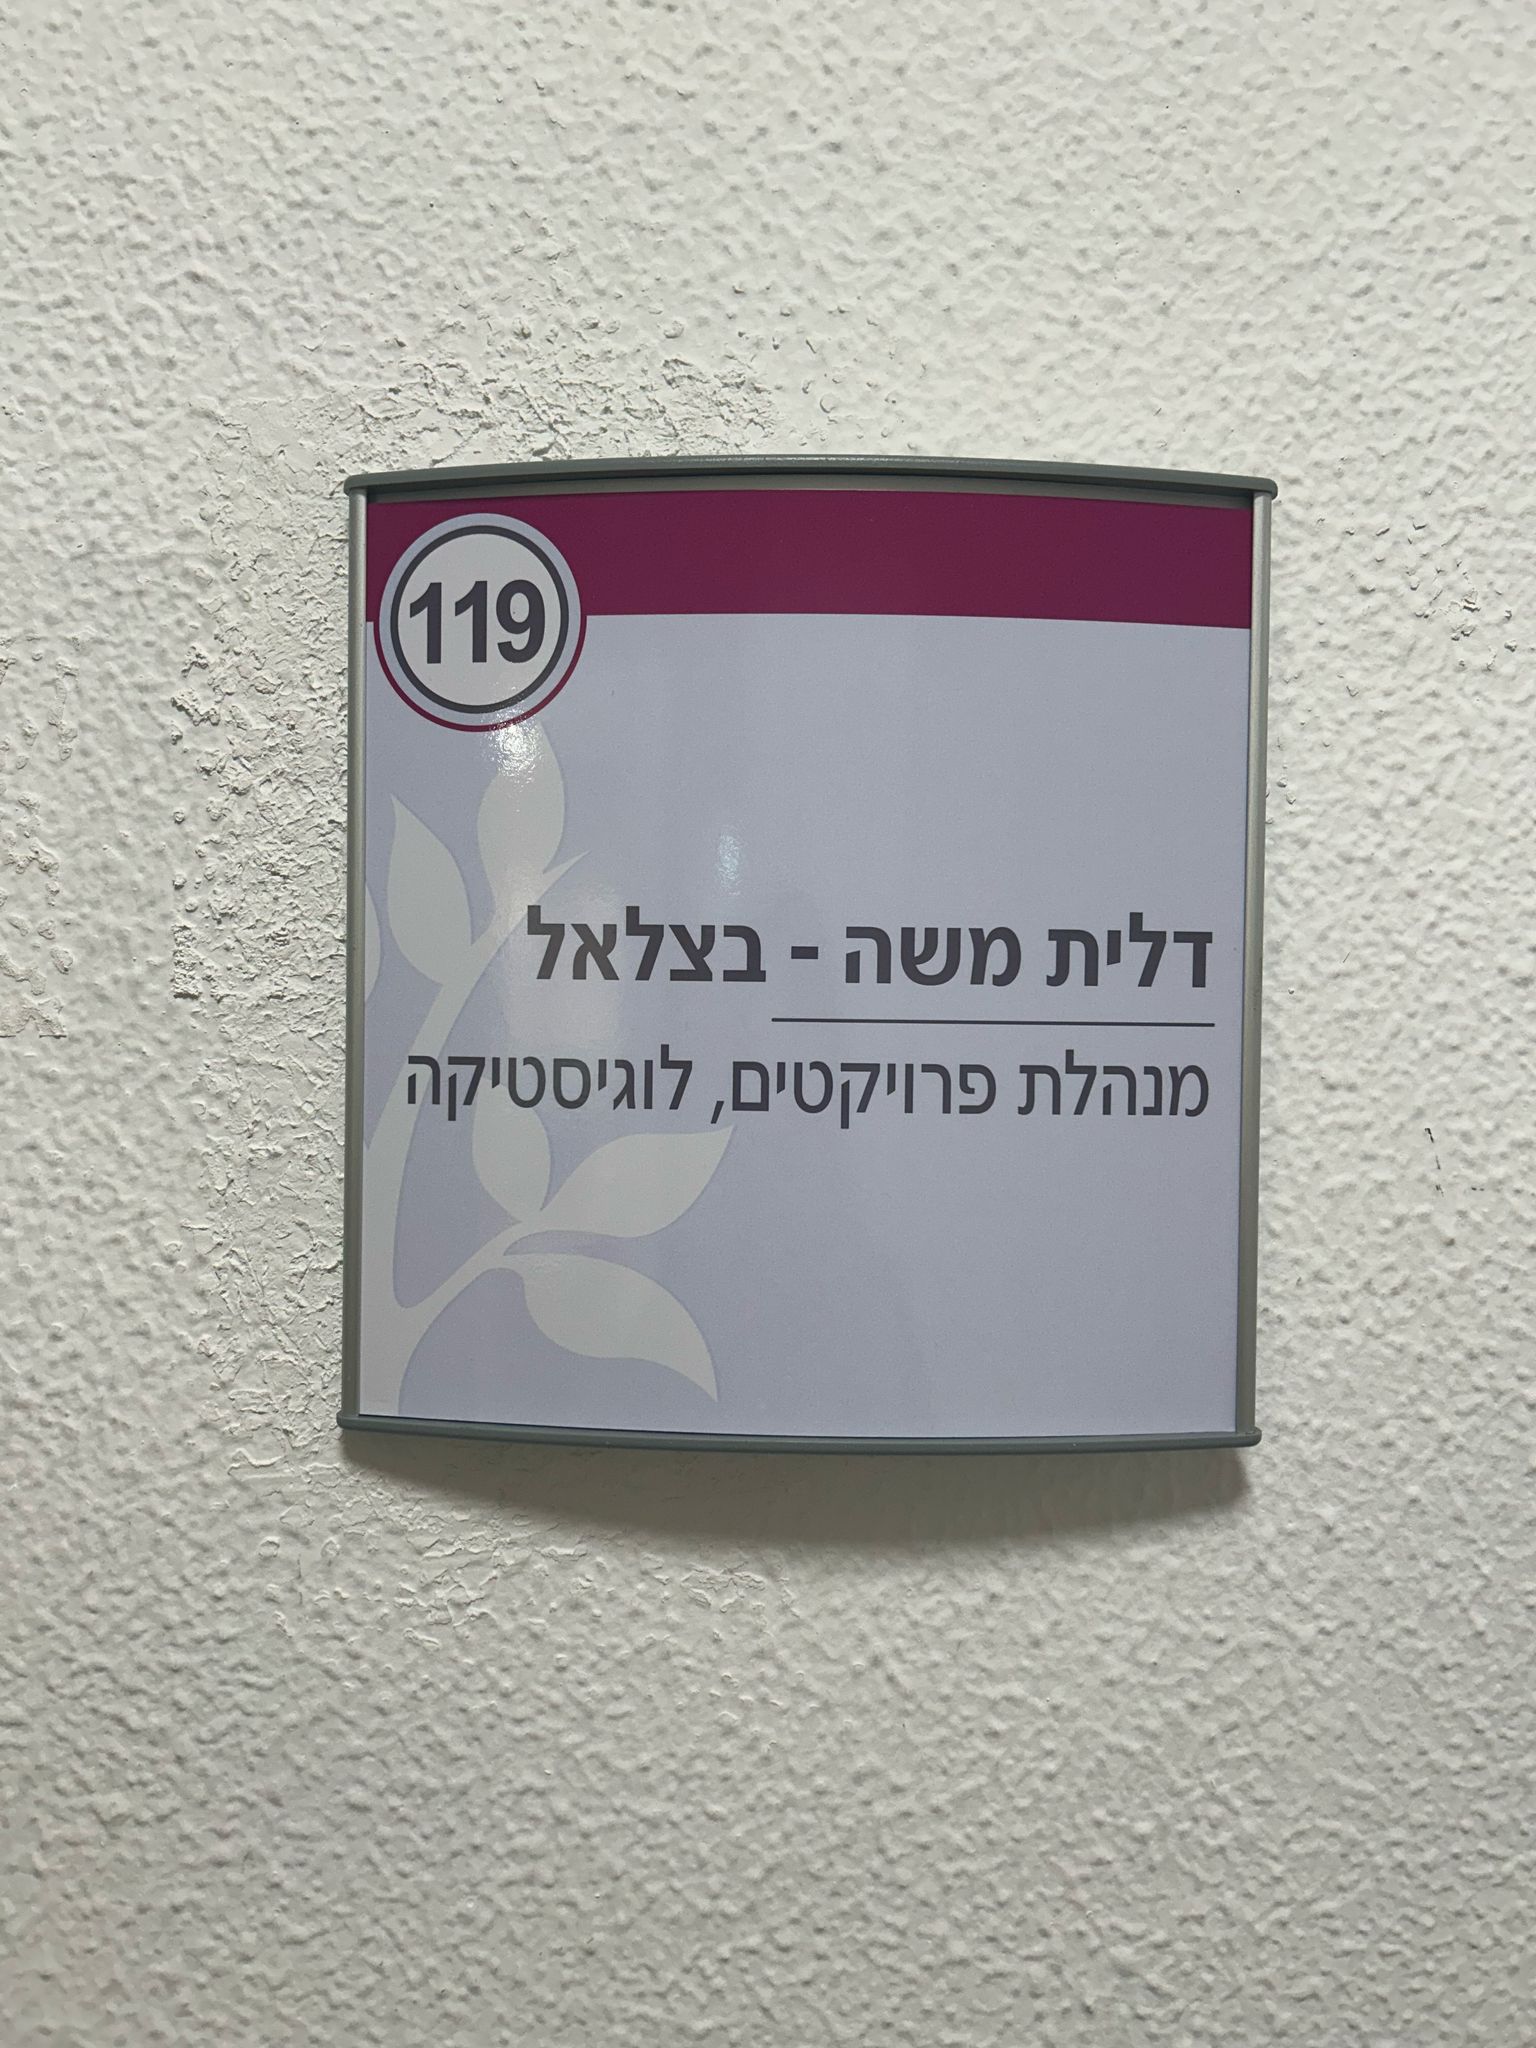 119
דלית משה - בצלאל
מנהלת פרויקטים, לוגיסטיקה